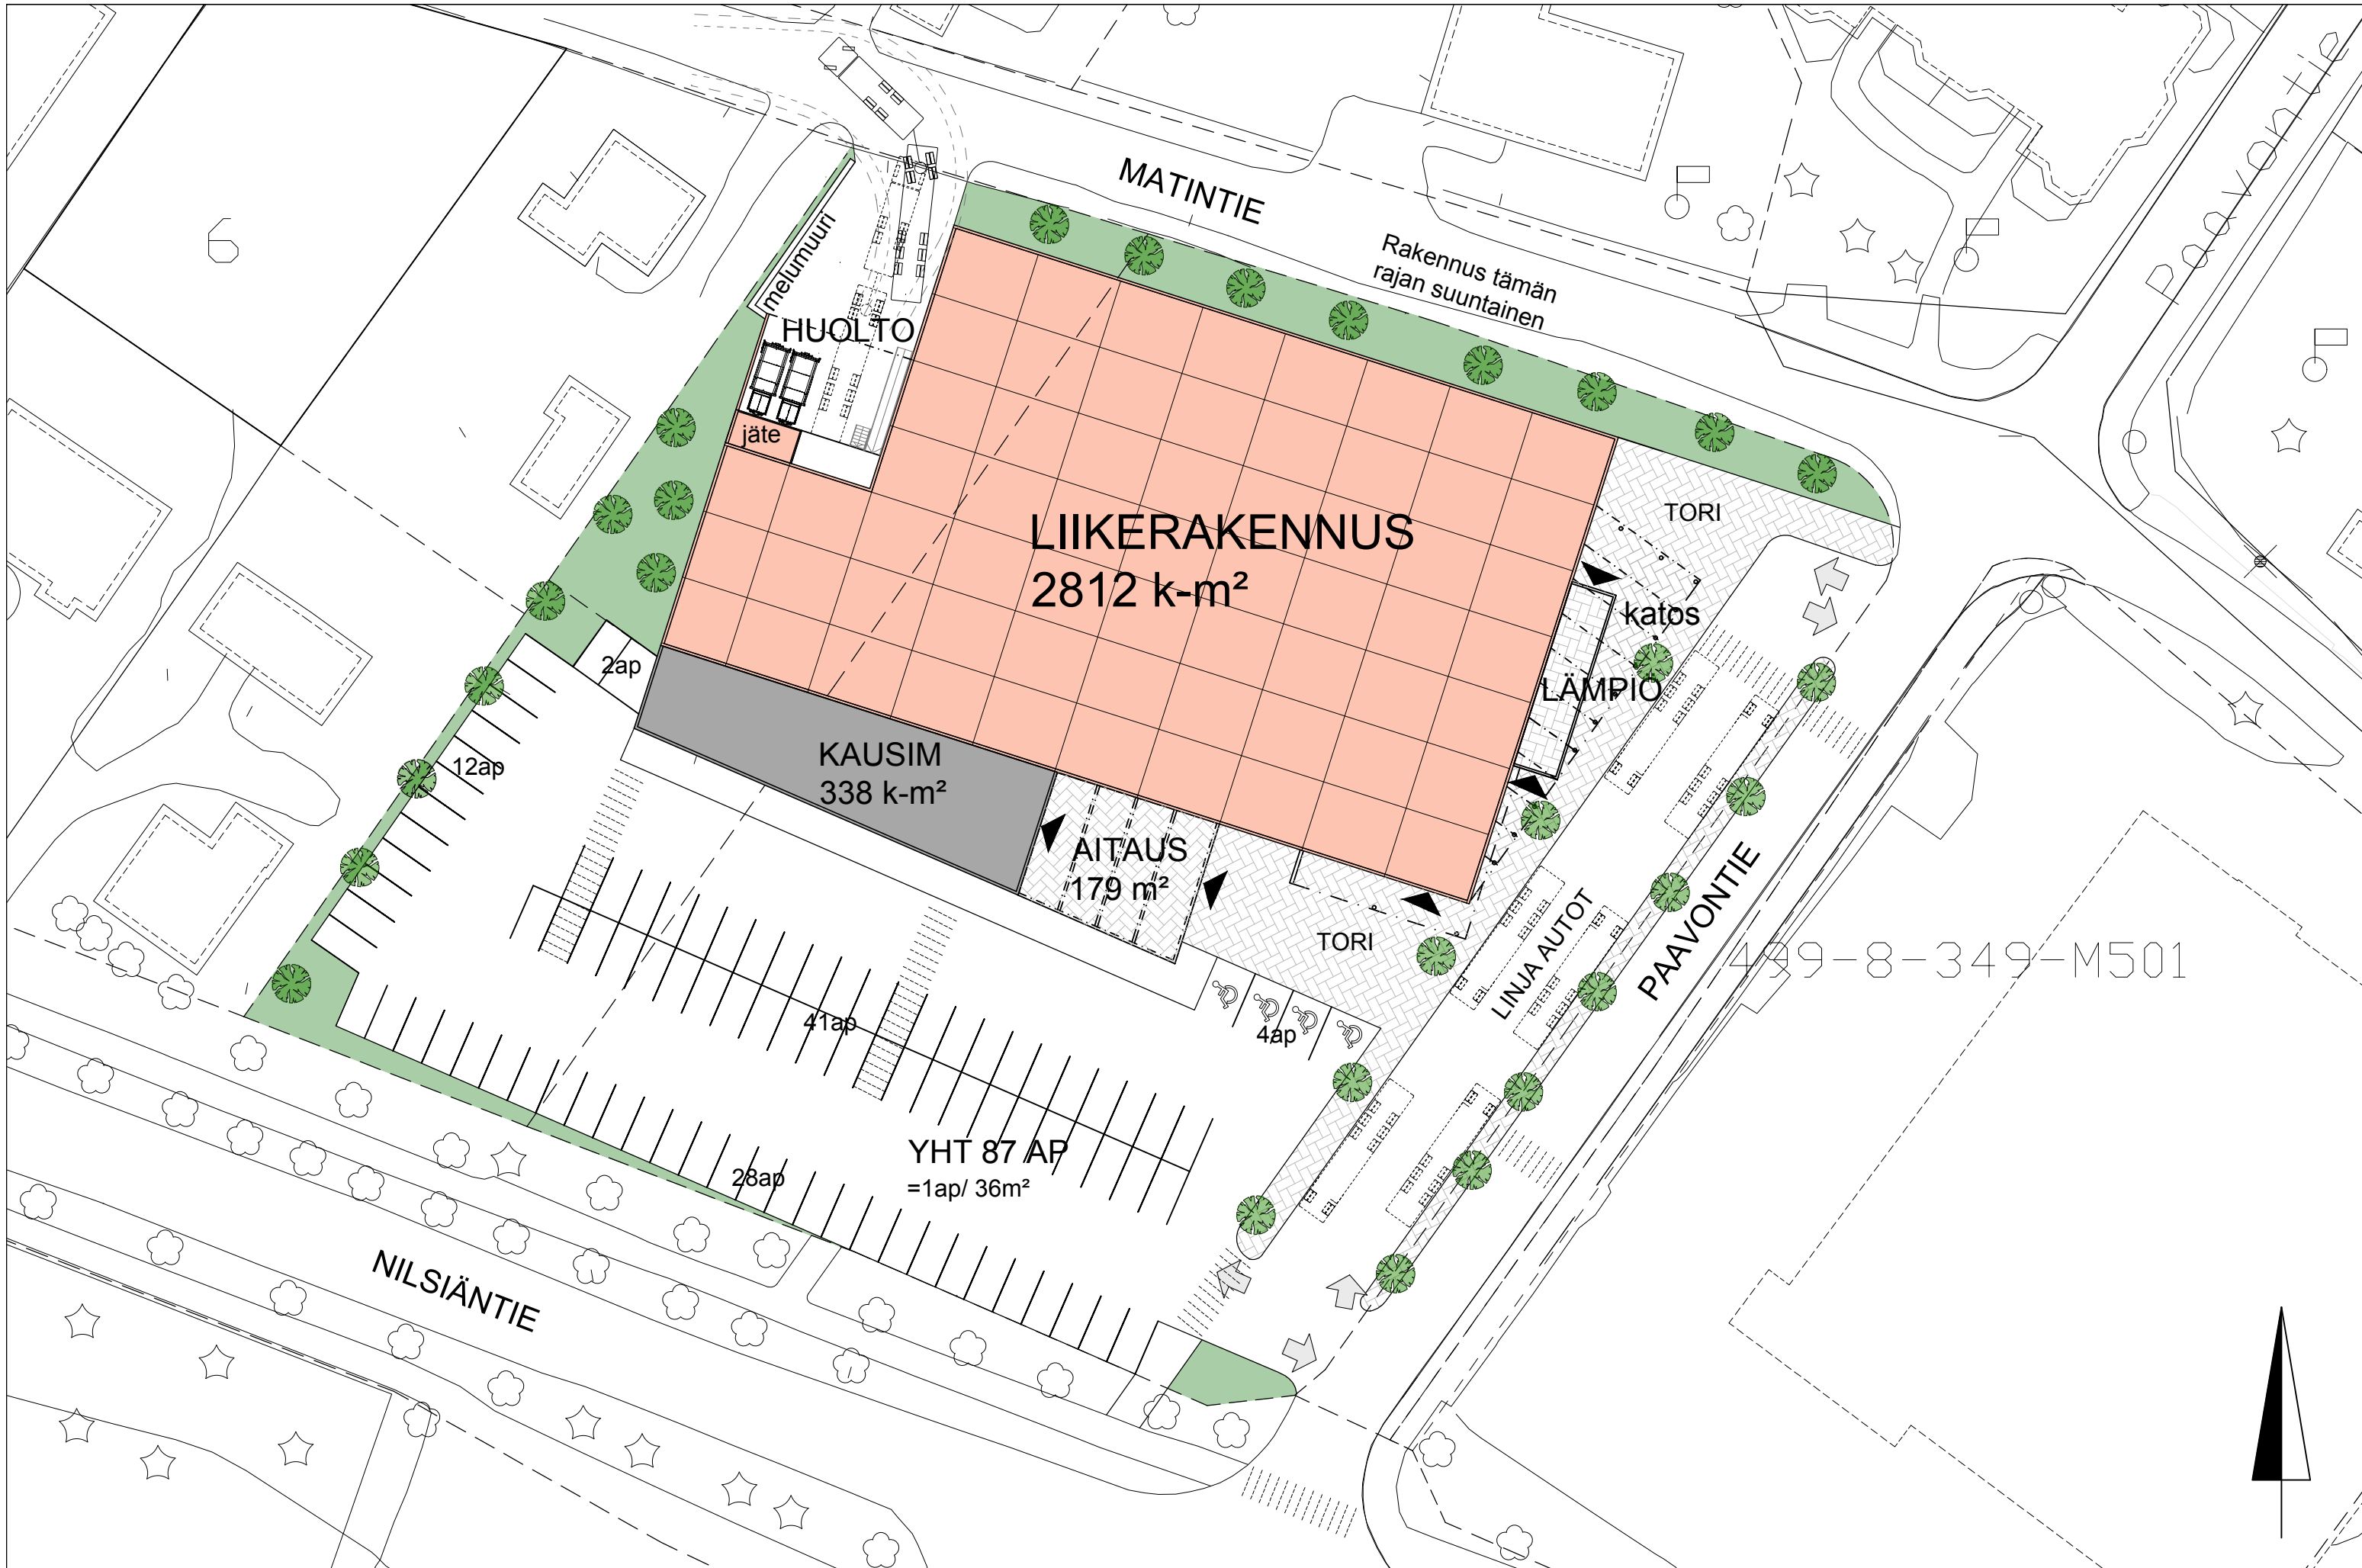 MATINTIE
Rakennus tämän
rajan suuntainen
6
melumuuri
HUOLTO
jäte
LIIKERAKENNUS
2812 k-m²
TORI
katos
LÄMPIÖ
2ap
12ap
KAUSIM
338 k-m²
AITAUS
179 m²
TORI
LINJA AUTOT
PAAVONTIE
499-8-349-M501
41ap
4ap
28ap
YHT 87 AP
=1ap/ 36m²
NILSIÄNTIE